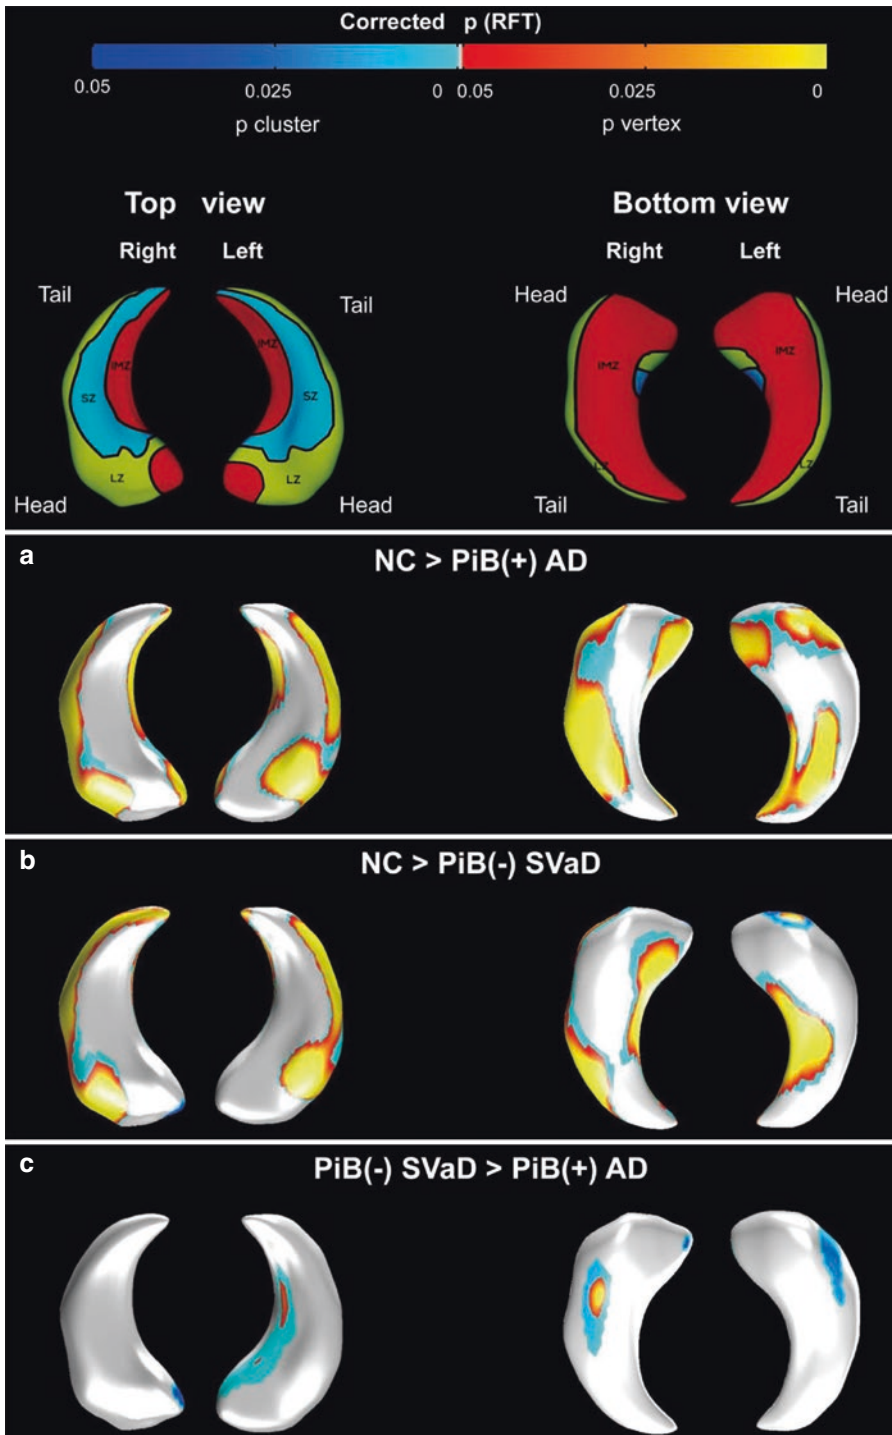 Corrected p (RFT)
0.05 0.025 0 0.05 0.025 0
p cluster p vertex
Top view Bottom view
Right Left Right Left
Tail Tail Head Head
IMZ IMZ IMZ IMZ
SZ SZ
LZ LZ LZ LZ
Head Head Tail Tail
a NC > PiB(+) AD
b NC > PiB(-) SVaD
c PiB(-) SVaD > PiB(+) AD